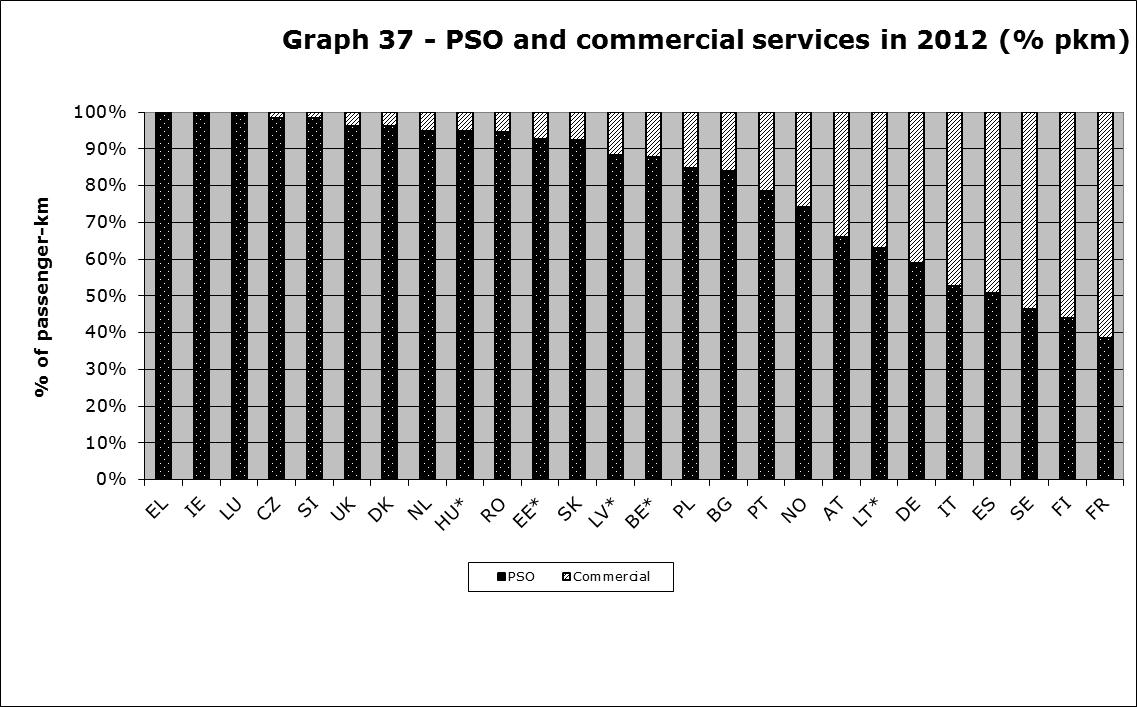 Graph 37 - PSO and commercial services in 2012 (% pkm)
% of passenger-km
100%
90%
80%
70%
60%
50%
40%
30%
20%
10%
0%
EL IE LU CZ SI UK DK NL HU* RO EE* SK LV* BE* PL BG PT NO AT LT* DE IT ES SE FI FR
PSO Commercial